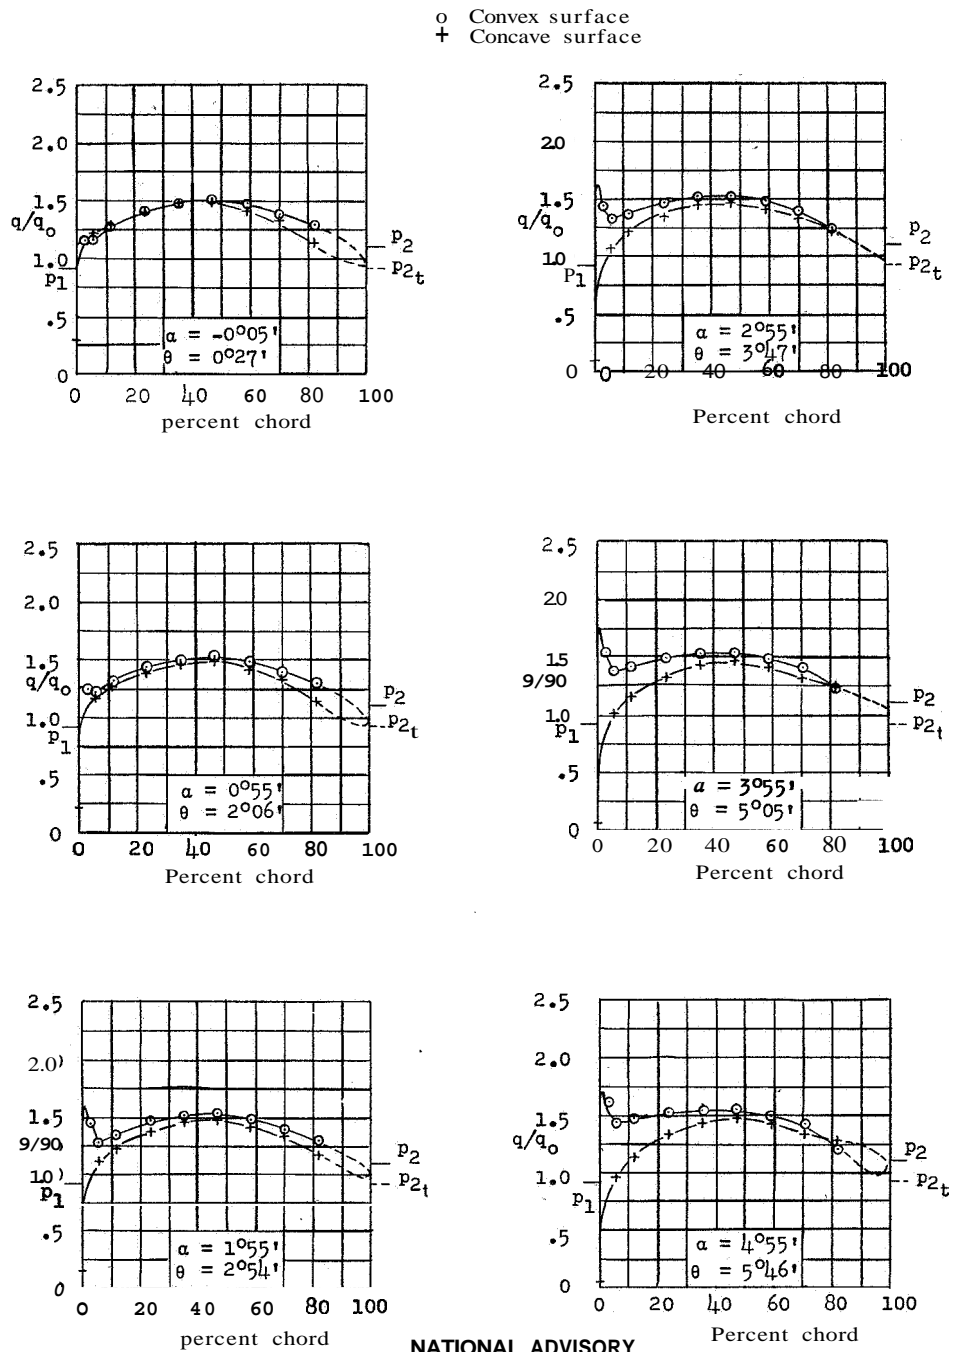 o Convex surface
+ Concave surface
2.5
2.0
1.5
q/q₀
1.0
p₁
.5
0
p₂
p₂t
α = -0°05'
θ = 0°27'
0 20 40 60 80 100
percent chord
2.5
20
1.5
q/q₀
10
P₁
.5
0
p₂
p₂t
α = 2°55'
θ = 3°47'
0 20 40 60 80 100
Percent chord
2.5
2.0
1.5
q/q₀
1.0
p₁
.5
0
p₂
p₂t
α = 0°55'
θ = 2°06'
0 20 40 60 80 100
Percent chord
2.5
20
1.5
9/90
1.0
p₁
.5
0
p₂
p₂t
a = 3°55'
θ = 5°05'
0 20 40 60 80 100
Percent chord
2.5
2.0)
1.5
9/90
1.0)
p₁
.5
0
p₂
p₂t
α = 1°55'
θ = 2°54'
0 20 40 60 80 100
percent chord
2.5
2.0
1.5
q/q₀
1.0
p₁
.5
0
p₂
p₂t
α = 4°55'
θ = 5°46'
0 20 40 60 80 100
Percent chord
NATIONAL ADVISORY